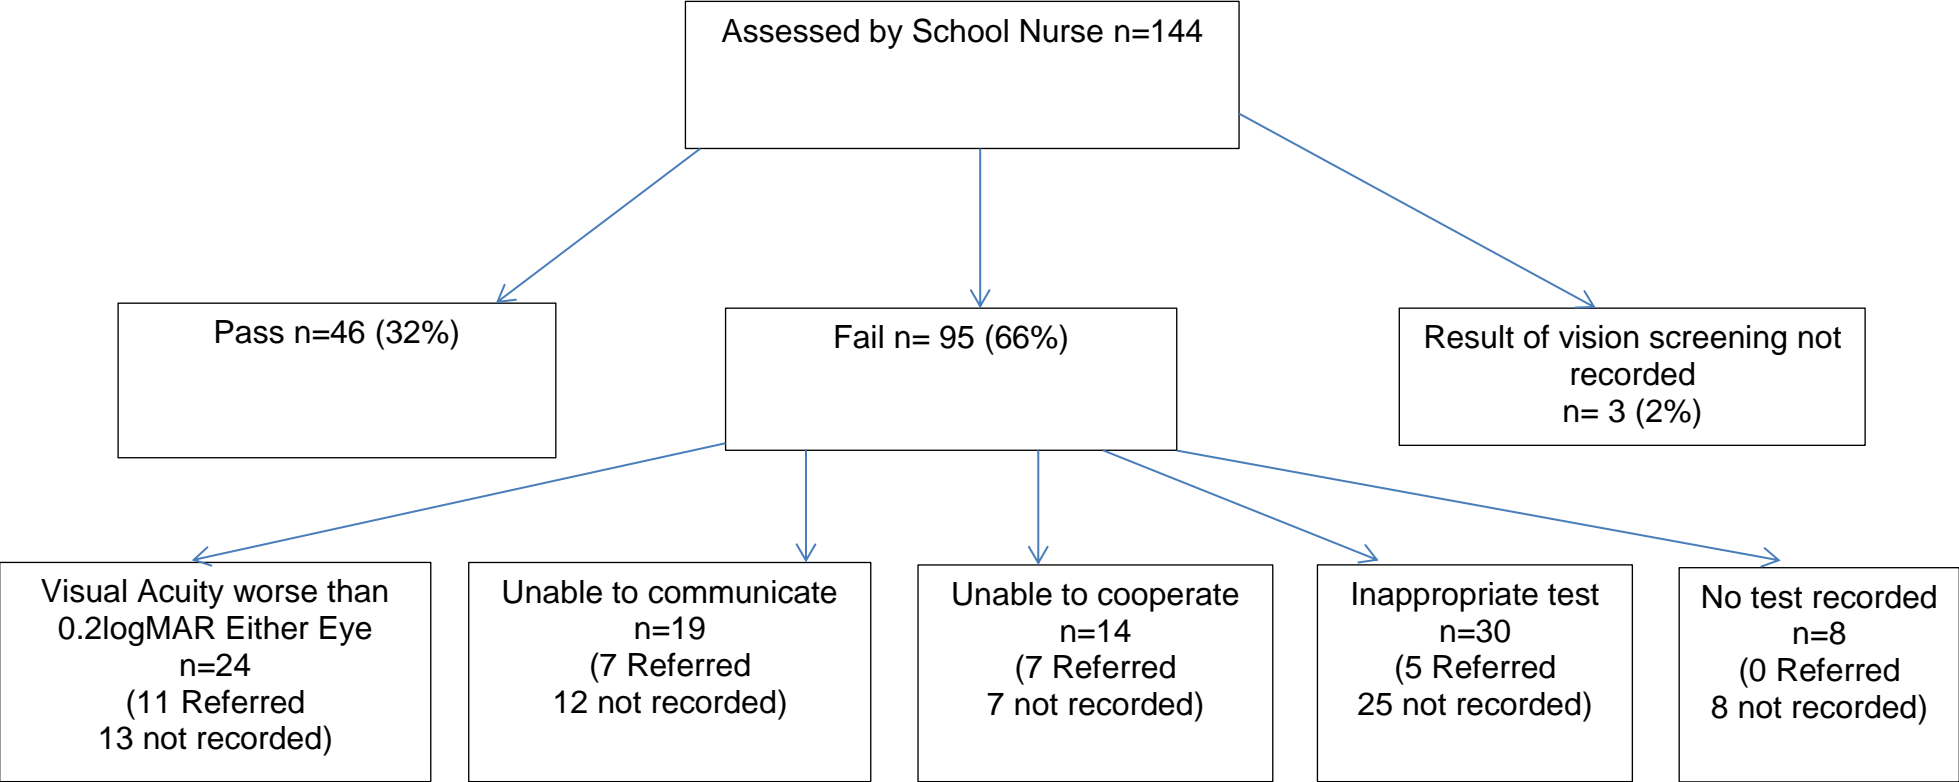 Assessed by School Nurse n=144
Pass n=46 (32%)
Fail n= 95 (66%)
Result of vision screening not
recorded
n= 3 (2%)
Visual Acuity worse than
0.2logMAR Either Eye
n=24
(11 Referred
13 not recorded)
Unable to communicate
n=19
(7 Referred
12 not recorded)
Unable to cooperate
n=14
(7 Referred
7 not recorded)
Inappropriate test
n=30
(5 Referred
25 not recorded)
No test recorded
n=8
(0 Referred
8 not recorded)